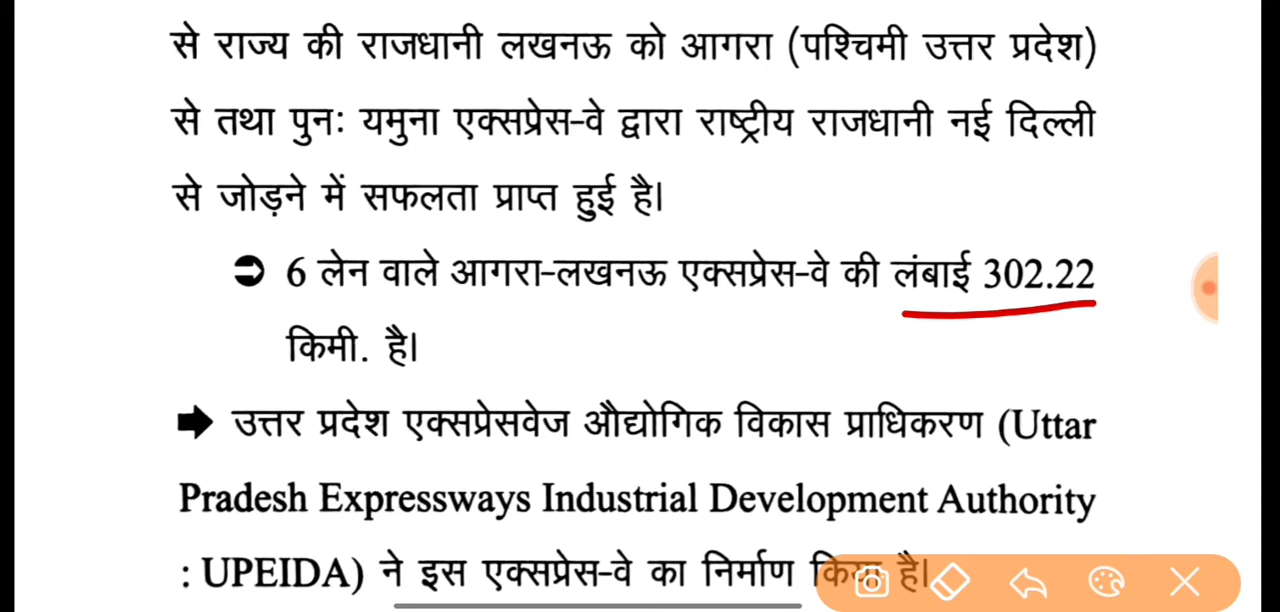 से राज्य की राजधानी लखनऊ को आगरा (पश्चिमी उत्तर प्रदेश)
से तथा पुनः यमुना एक्सप्रेस-वे द्वारा राष्ट्रीय राजधानी नई दिल्ली
से जोड़ने में सफलता प्राप्त हुई है।
➲ 6 लेन वाले आगरा-लखनऊ एक्सप्रेस-वे की लंबाई 302.22
किमी. है।
➡ उत्तर प्रदेश एक्सप्रेसवेज औद्योगिक विकास प्राधिकरण (Uttar
Pradesh Expressways Industrial Development Authority
: UPEIDA) ने इस एक्सप्रेस-वे का निर्माण किया है।